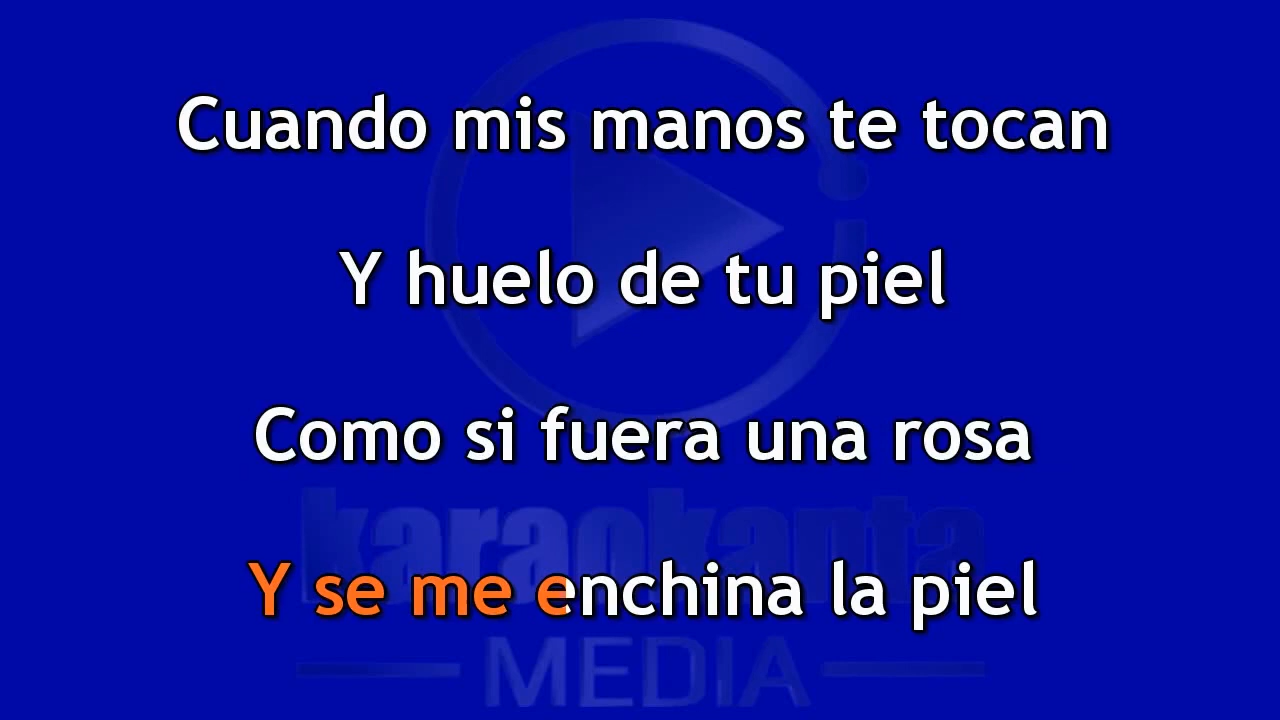 Cuando mis manos te tocan
Y huelo de tu piel
Como si fuera una rosa
karaokanta
Y se me enchina la piel
MEDIA